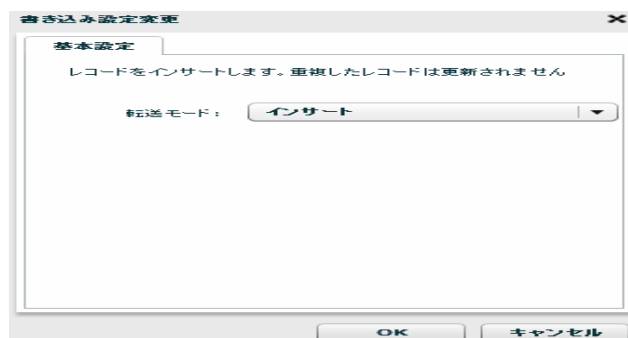 書き込み設定変更
基本設定
レコードをインサートします。重複したレコードは更新されません
転送モード：
インサート
OK
キャンセル